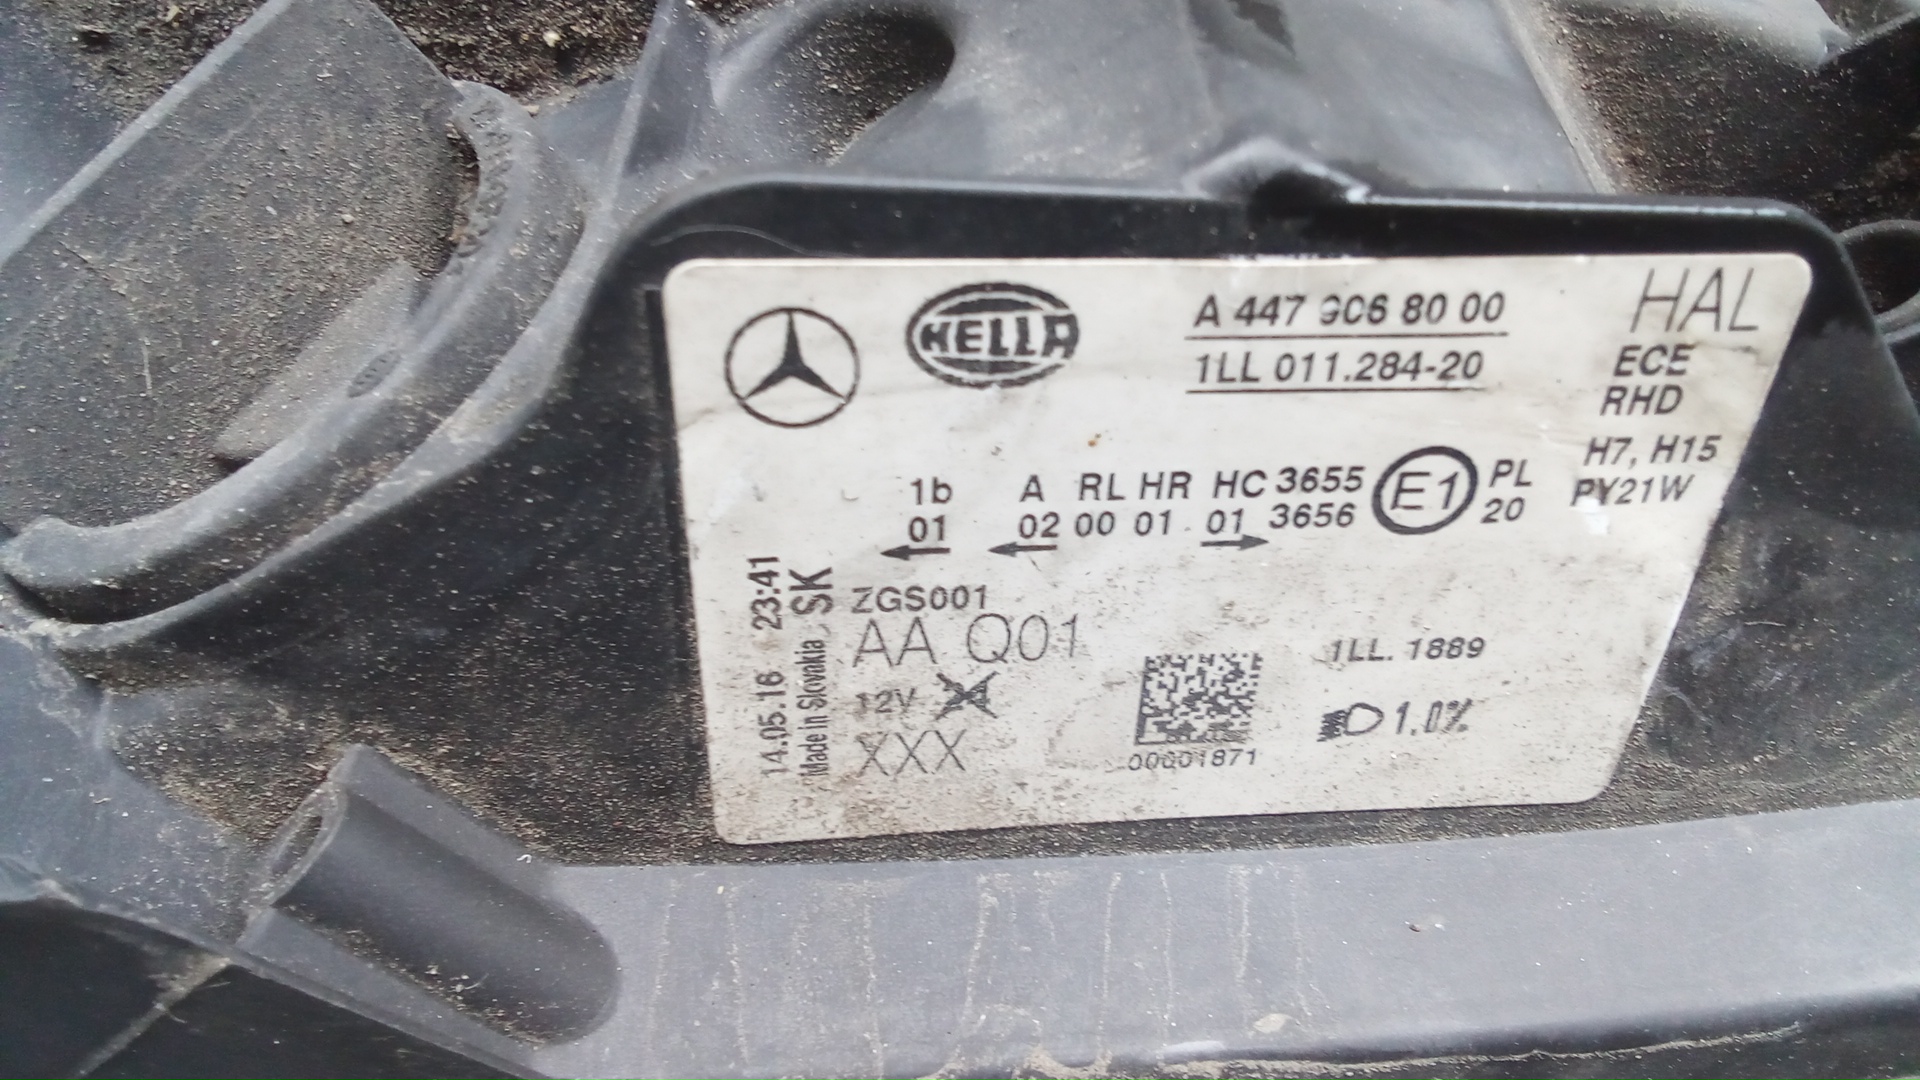 HELLA
A 447 906 80 00
1LL 011.284-20
HAL
ECE
RHD
H7, H15
PY21W
1b A RL HR HC 3655 E1 PL
01 02 00 01 01 3656 20
14.05.16 23:41
Made in Slovakia SK
ZGS001
AA Q01
12V
XXX
00001871
1LL. 1889
1.0%